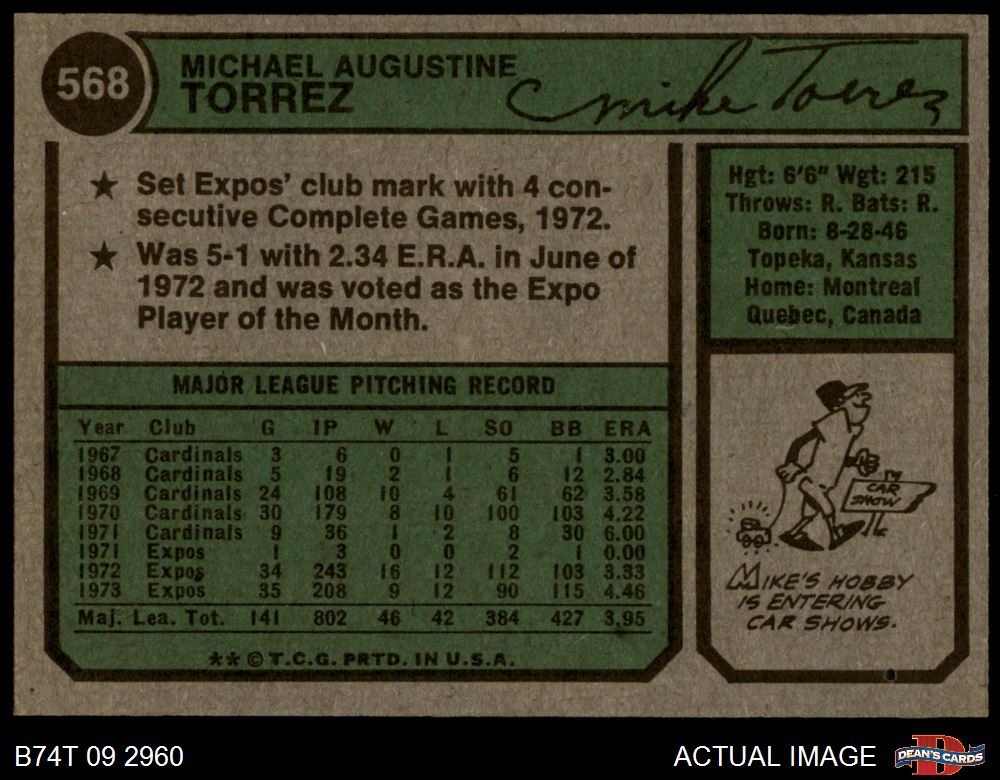 568
MICHAEL AUGUSTINE
TORREZ
Mike Torrez
★ Set Expos' club mark with 4 con-
secutive Complete Games, 1972.
★ Was 5-1 with 2.34 E.R.A. in June of
1972 and was voted as the Expo
Player of the Month.
Hgt: 6'6" Wgt: 215
Throws: R. Bats: R.
Born: 8-28-46
Topeka, Kansas
Home: Montreal
Quebec, Canada
MAJOR LEAGUE PITCHING RECORD
Year Club G IP W L SO BB ERA
1967 Cardinals 3 6 0 1 5 1 3.00
1968 Cardinals 5 19 2 1 6 12 2.84
1969 Cardinals 24 108 10 4 61 62 3.58
1970 Cardinals 30 179 8 10 100 103 4.22
1971 Cardinals 9 36 1 2 8 30 6.00
1971 Expos 1 3 0 0 2 1 0.00
1972 Expos 34 243 16 12 112 103 3.33
1973 Expos 35 208 9 12 90 115 4.46
Maj. Lea. Tot. 141 802 46 42 384 427 3.95
** © T.C.G. PRTD. IN U.S.A.
CAR
SHOW
MIKE'S HOBBY
IS ENTERING
CAR SHOWS.
B74T 09 2960
ACTUAL IMAGE
D
DEAN'S CARDS